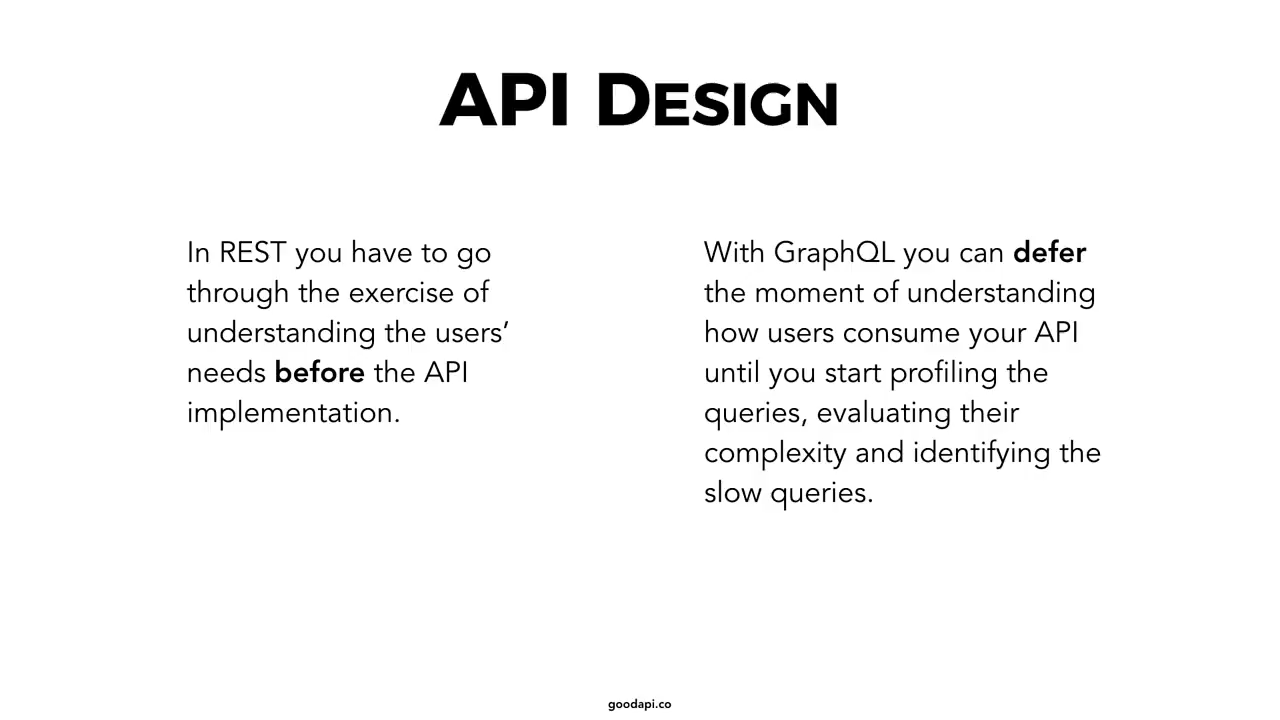 API Design
In REST you have to go
through the exercise of
understanding the users’
needs before the API
implementation.
With GraphQL you can defer
the moment of understanding
how users consume your API
until you start profiling the
queries, evaluating their
complexity and identifying the
slow queries.
goodapi.co